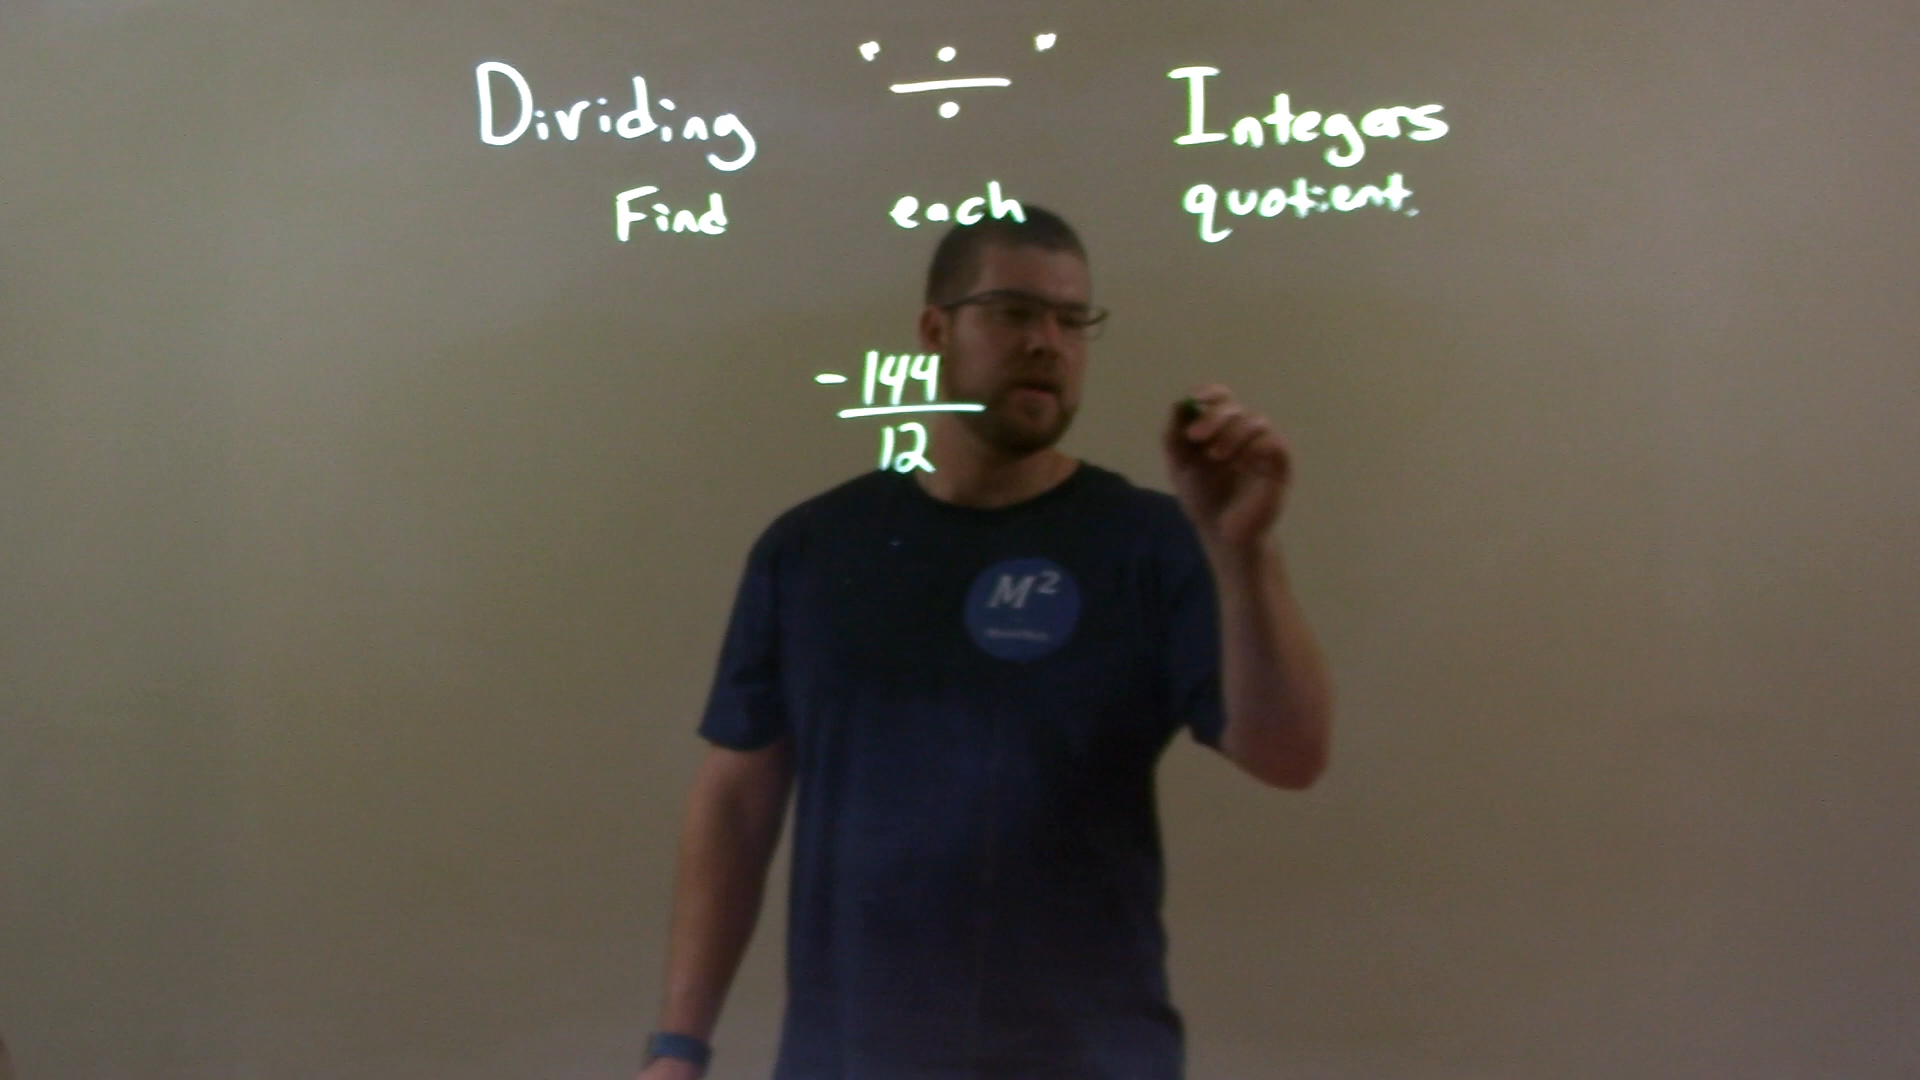 Dividing ÷ Integers
Find each quotient.
-144
12
M²